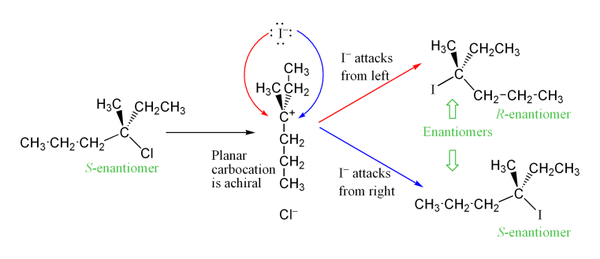 H₃C CH₂CH₃
C
CH₃-CH₂-CH₂ Cl
S-enantiomer
:I⁻:
CH₃
H₃C CH₂
C⁺
CH₂
CH₂
CH₃
Cl⁻
Planar
carbocation
is achiral
I⁻ attacks
from left
I⁻ attacks
from right
H₃C CH₂CH₃
C
I CH₂-CH₂-CH₃
R-enantiomer
Enantiomers
H₃C CH₂CH₃
C
CH₃-CH₂-CH₂ I
S-enantiomer